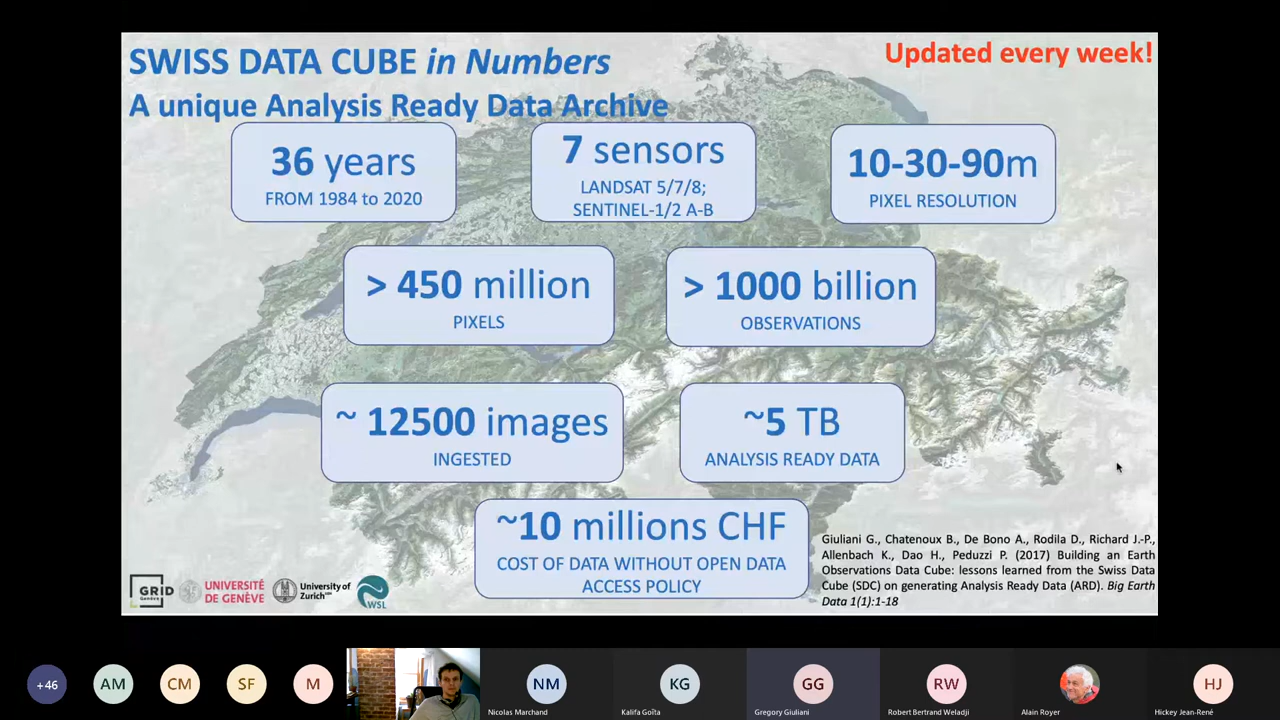 SWISS DATA CUBE in Numbers
Updated every week!
A unique Analysis Ready Data Archive
36 years
FROM 1984 to 2020
7 sensors
LANDSAT 5/7/8;
SENTINEL-1/2 A-B
10-30-90m
PIXEL RESOLUTION
> 450 million
PIXELS
> 1000 billion
OBSERVATIONS
~ 12500 images
INGESTED
~5 TB
ANALYSIS READY DATA
~10 millions CHF
COST OF DATA WITHOUT OPEN DATA
ACCESS POLICY
Giuliani G., Chatenoux B., De Bono A., Rodila D., Richard J.-P.,
Allenbach K., Dao H., Peduzzi P. (2017) Building an Earth
Observations Data Cube: lessons learned from the Swiss Data
Cube (SDC) on generating Analysis Ready Data (ARD). Big Earth
Data 1(1):1-18
GRID
Genève
UNIVERSITÉ
DE GENÈVE
University of
Zurich
WSL
+46
AM
CM
SF
M
NM
Nicolas Marchand
KG
Kalifa Goïta
GG
Gregory Giuliani
RW
Robert Bertrand Weladji
Alain Royer
HJ
Hickey Jean-René